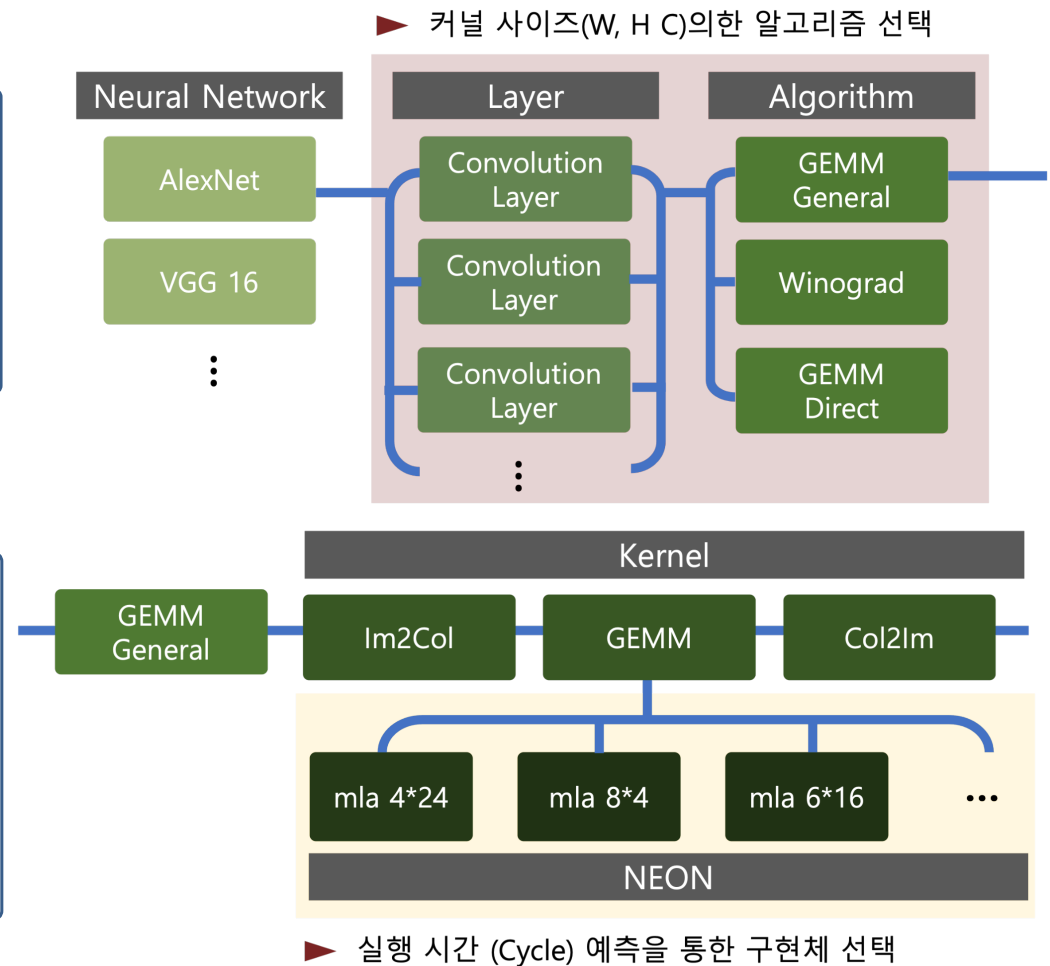 커널 사이즈(W, H C)의한 알고리즘 선택
Neural Network
Layer
Algorithm
AlexNet
VGG 16
⋮
Convolution
Layer
Convolution
Layer
Convolution
Layer
⋮
GEMM
General
Winograd
GEMM
Direct
Kernel
GEMM
General
Im2Col
GEMM
Col2Im
mla 4*24
mla 8*4
mla 6*16
⋯
NEON
실행 시간 (Cycle) 예측을 통한 구현체 선택